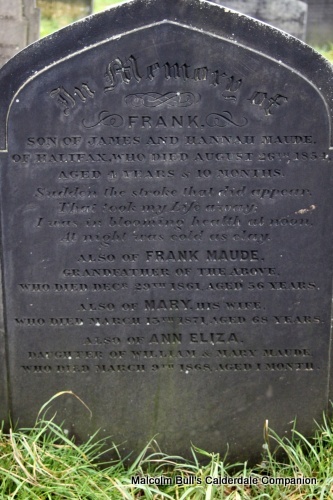 In Memory of
FRANK,
SON OF JAMES AND HANNAH MAUDE,
OF HALIFAX, WHO DIED AUGUST 26TH
AGED 4 YEARS & 10 MONTHS.
Sudden the stroke that did appear,
That took my Life away,
I was in blooming health at noon,
At night was cold as clay.
ALSO OF FRANK MAUDE,
GRANDFATHER OF THE ABOVE,
WHO DIED DECR 29TH 1861, AGED 56 YEARS.
ALSO OF MARY, HIS WIFE,
WHO DIED MARCH 15TH 1871, AGED 68 YEARS.
ALSO OF ANN ELIZA,
DAUGHTER OF WILLIAM & MARY MAUDE,
WHO DIED MARCH 9TH 1868, AGED 1 MONTH.
Malcolm Bull's Calderdale Companion